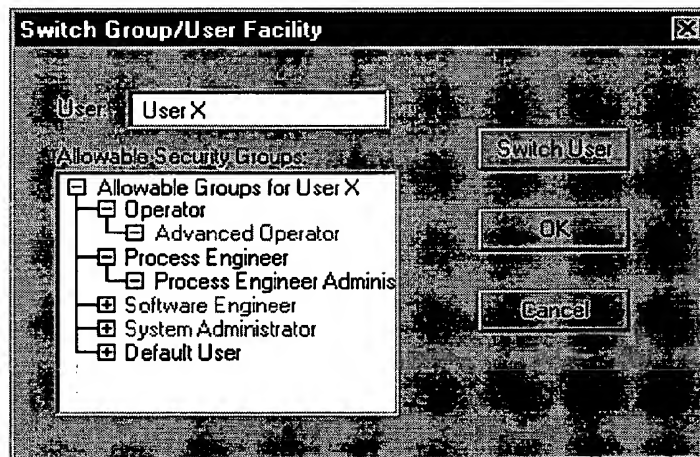 Switch Group/User Facility
User: User X
Switch User
Allowable Security Groups:
Allowable Groups for User X
Operator
Advanced Operator
OK
Process Engineer
Process Engineer Adminis
Software Engineer
Cancel
System Administrator
Default User